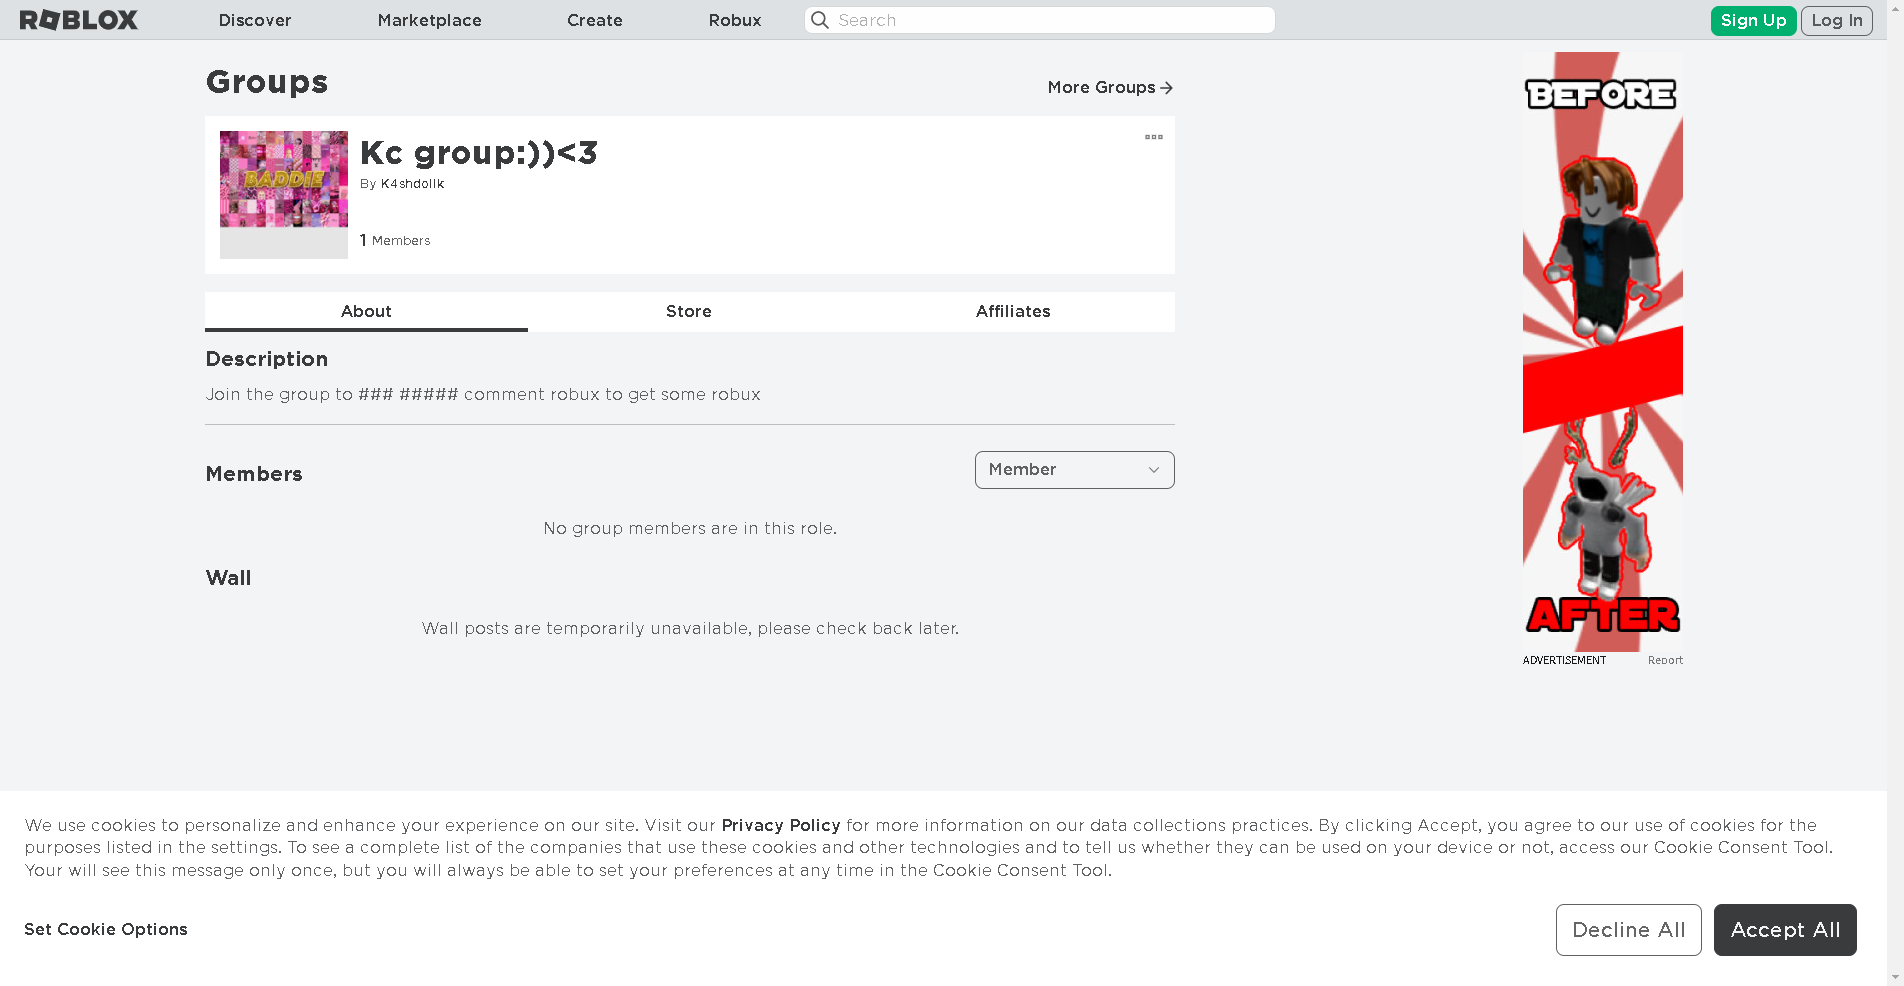 ROBLOX Discover Marketplace Create Robux Search Sign Up Log In
Groups
More Groups
BADDIE
Kc group:))<3
By K4shdollk
1 Members
About Store Affiliates
Description
Join the group to ### ##### comment robux to get some robux
Members
Member
No group members are in this role.
Wall
Wall posts are temporarily unavailable, please check back later.
BEFORE
AFTER
ADVERTISEMENT Report
We use cookies to personalize and enhance your experience on our site. Visit our Privacy Policy for more information on our data collections practices. By clicking Accept, you agree to our use of cookies for the
purposes listed in the settings. To see a complete list of the companies that use these cookies and other technologies and to tell us whether they can be used on your device or not, access our Cookie Consent Tool.
Your will see this message only once, but you will always be able to set your preferences at any time in the Cookie Consent Tool.
Set Cookie Options
Decline All
Accept All